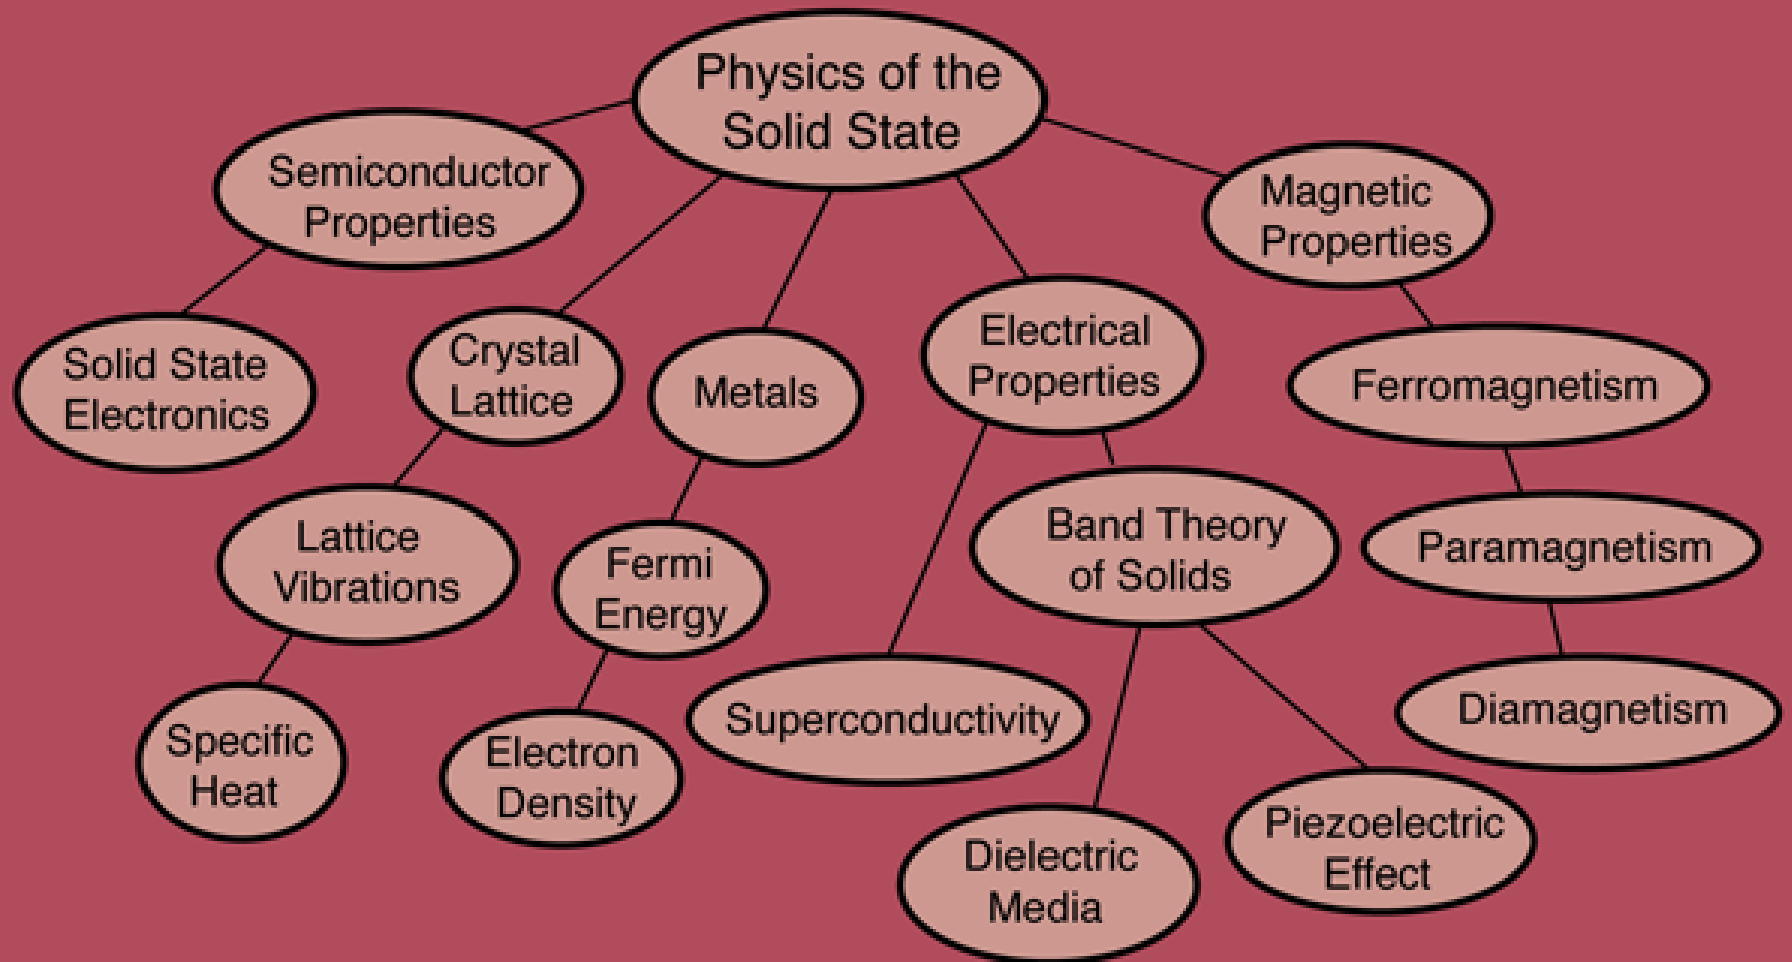 Physics of the
Solid State
Semiconductor
Properties
Magnetic
Properties
Solid State
Electronics
Crystal
Lattice
Metals
Electrical
Properties
Ferromagnetism
Lattice
Vibrations
Fermi
Energy
Band Theory
of Solids
Paramagnetism
Specific
Heat
Electron
Density
Superconductivity
Diamagnetism
Dielectric
Media
Piezoelectric
Effect